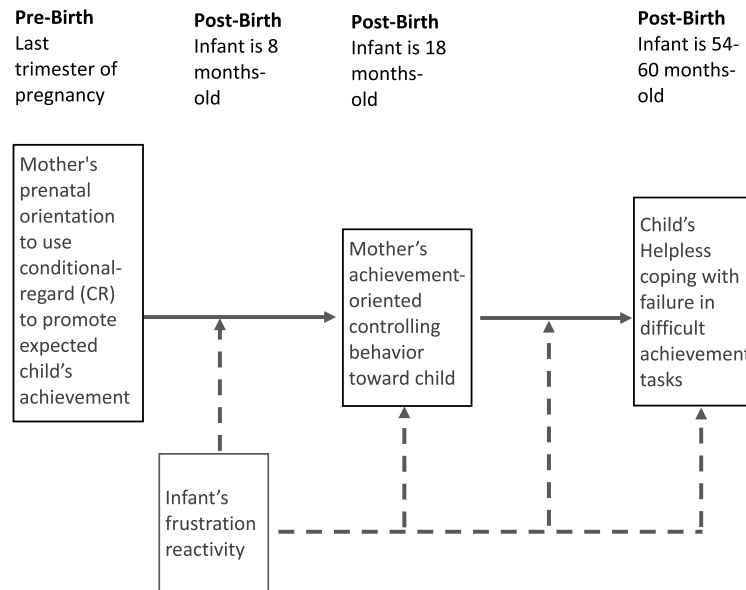 Pre-Birth
Last
trimester of
pregnancy
Post-Birth
Infant is 8
months-
old
Post-Birth
Infant is 18
months-
old
Post-Birth
Infant is 54-
60 months-
old
Mother's
prenatal
orientation
to use
conditional-
regard (CR)
to promote
expected
child's
achievement
Mother’s
achievement-
oriented
controlling
behavior
toward child
Child’s
Helpless
coping with
failure in
difficult
achievement
tasks
Infant’s
frustration
reactivity